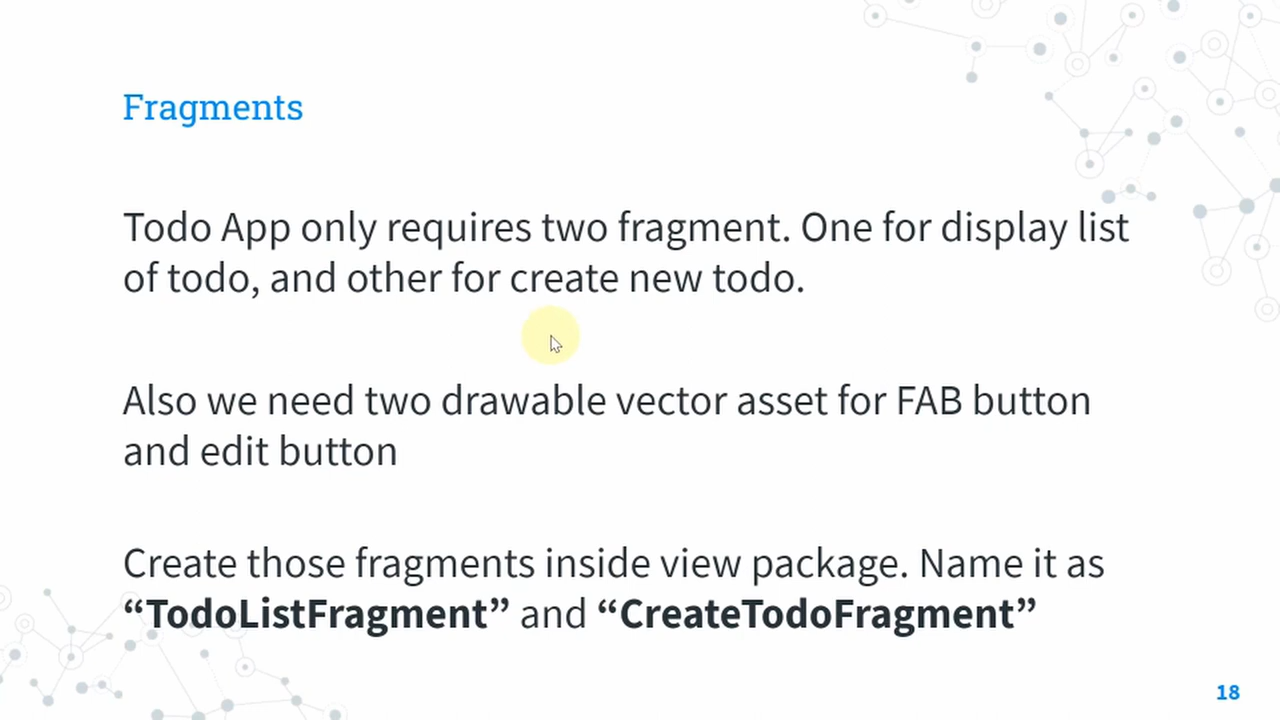 Fragments
Todo App only requires two fragment. One for display list
of todo, and other for create new todo.
Also we need two drawable vector asset for FAB button
and edit button
Create those fragments inside view package. Name it as
“TodoListFragment” and “CreateTodoFragment”
18